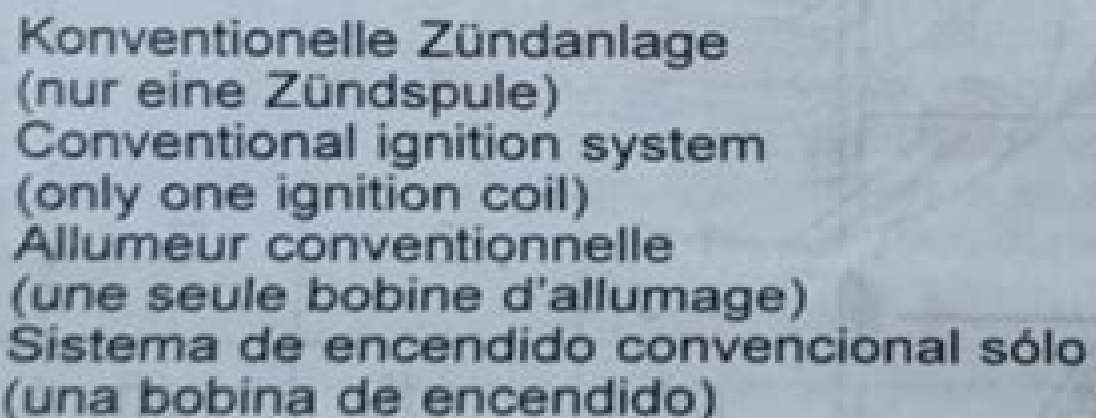 Konventionelle Zündanlage
(nur eine Zündspule)
Conventional ignition system
(only one ignition coil)
Allumeur conventionnelle
(une seule bobine d'allumage)
Sistema de encendido convencional sólo
(una bobina de encendido)